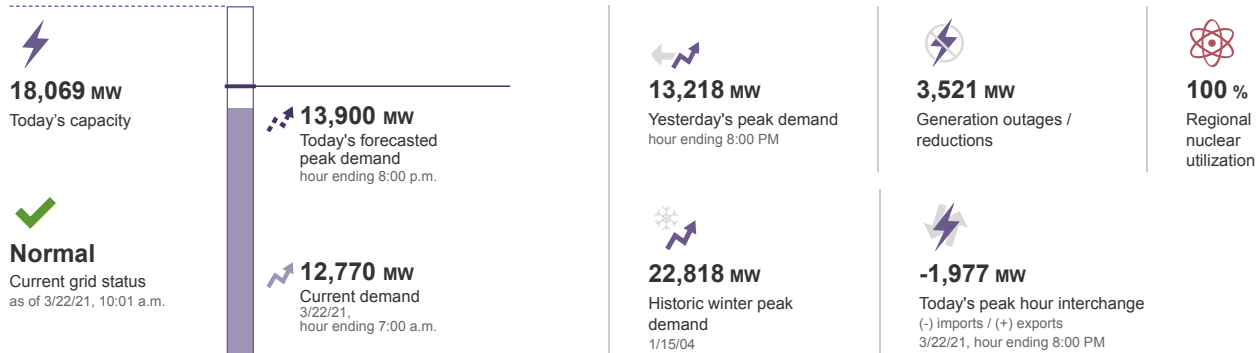 18,069 MW
Today's capacity
Normal
Current grid status
as of 3/22/21, 10:01 a.m.
13,900 MW
Today's forecasted
peak demand
hour ending 8:00 p.m.
12,770 MW
Current demand
3/22/21,
hour ending 7:00 a.m.
13,218 MW
Yesterday's peak demand
hour ending 8:00 PM
3,521 MW
Generation outages /
reductions
100 %
Regional
nuclear
utilization
22,818 MW
Historic winter peak
demand
1/15/04
-1,977 MW
Today's peak hour interchange
(-) imports / (+) exports
3/22/21, hour ending 8:00 PM